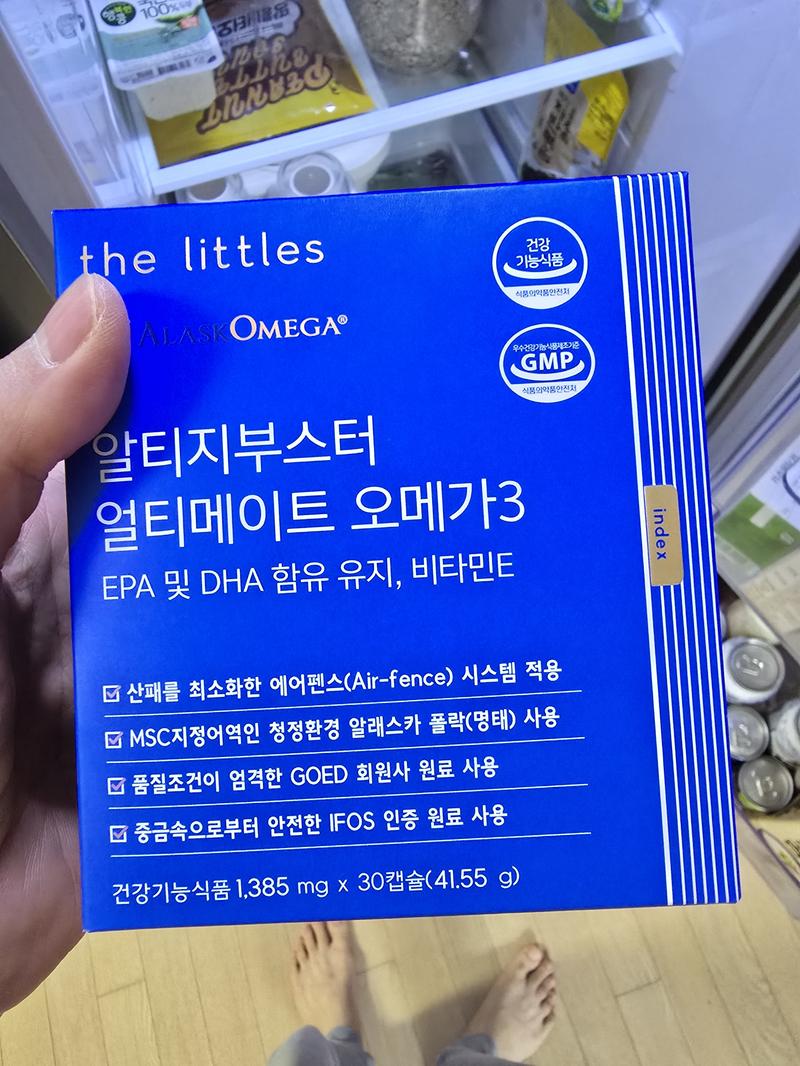 PEANUT
BUTTER
the littles
ALASKOMEGA®
건강
기능식품
식품의약품안전처
우수건강기능식품제조기준
GMP
식품의약품안전처
알티지부스터
얼티메이트 오메가3
EPA 및 DHA 함유 유지, 비타민E
index
산패를 최소화한 에어펜스(Air-fence) 시스템 적용
MSC지정어역인 청정환경 알래스카 폴락(명태) 사용
품질조건이 엄격한 GOED 회원사 원료 사용
중금속으로부터 안전한 IFOS 인증 원료 사용
건강기능식품 1,385 mg x 30캡슐(41.55 g)